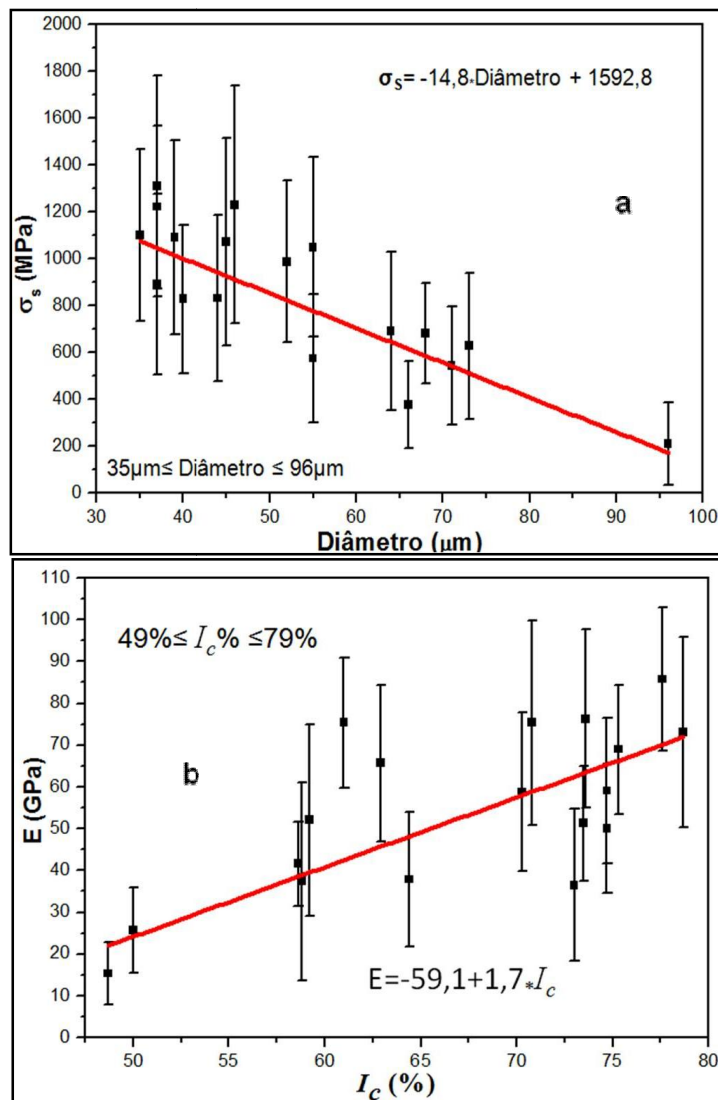 2000
1800
1600
1400
1200
1000
800
600
400
200
0
σs (MPa)
σs= -14,8*Diâmetro + 1592,8
a
35µm≤ Diâmetro ≤ 96µm
30 40 50 60 70 80 90 100
Diâmetro (µm)
110
100
90
80
70
60
50
40
30
20
10
0
E (GPa)
49%≤ Ic% ≤79%
b
E=-59,1+1,7*Ic
50 55 60 65 70 75 80
Ic (%)